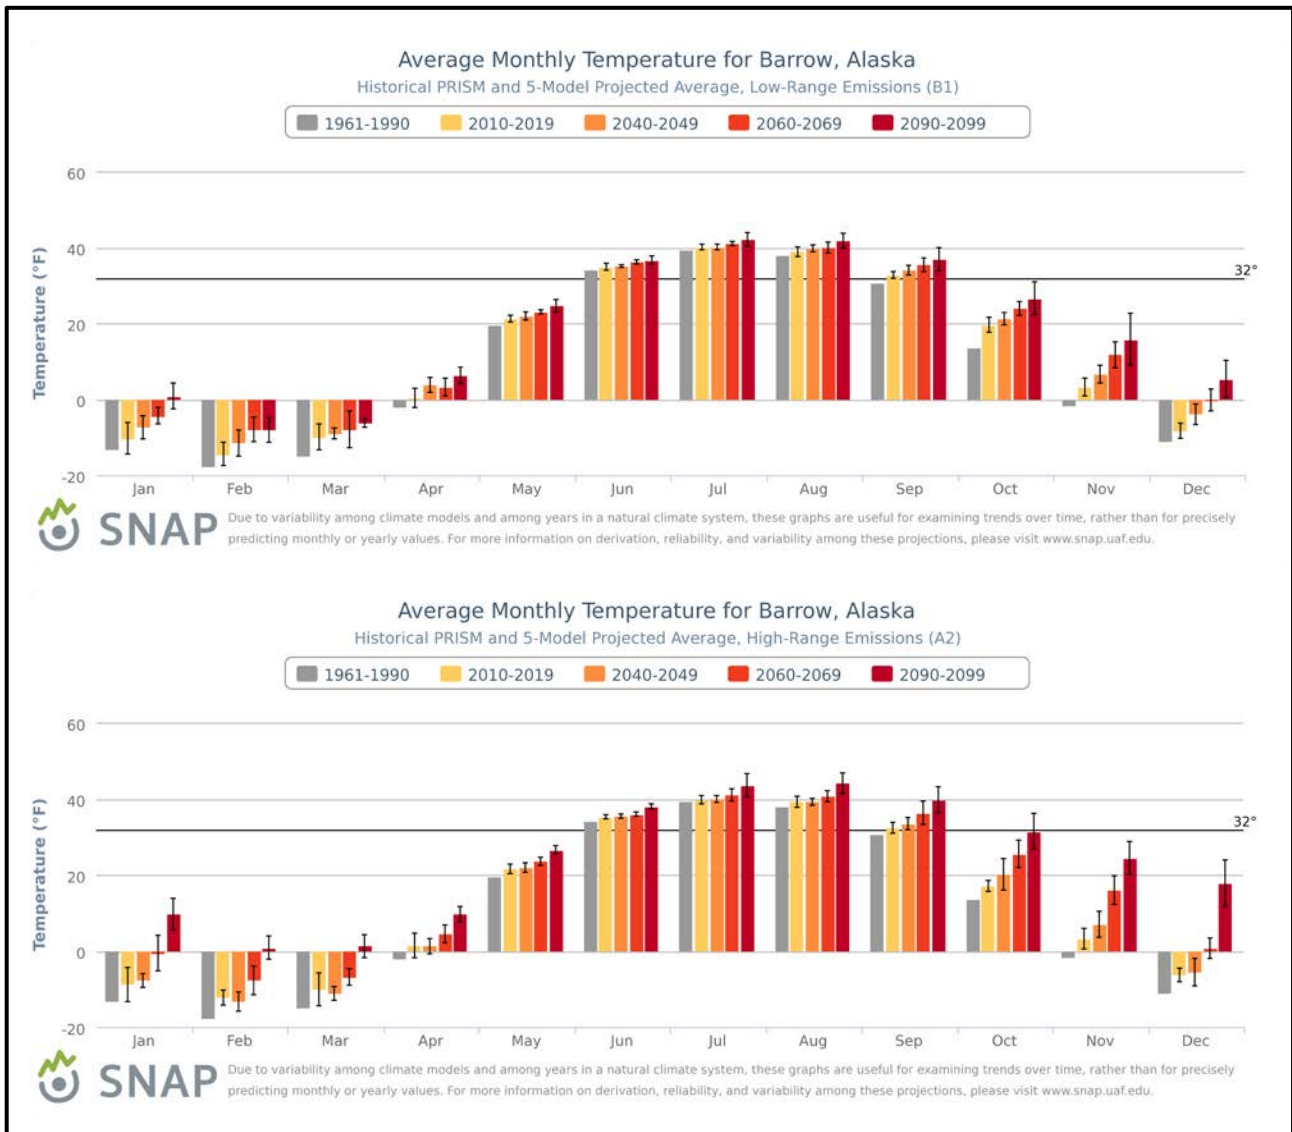 Average Monthly Temperature for Barrow, Alaska
Historical PRISM and 5-Model Projected Average, Low-Range Emissions (B1)
1961-1990 2010-2019 2040-2049 2060-2069 2090-2099
Temperature (°F)
60
40
32°
20
0
-20
Jan Feb Mar Apr May Jun Jul Aug Sep Oct Nov Dec
SNAP
Due to variability among climate models and among years in a natural climate system, these graphs are useful for examining trends over time, rather than for precisely
predicting monthly or yearly values. For more information on derivation, reliability, and variability among these projections, please visit www.snap.uaf.edu.
Average Monthly Temperature for Barrow, Alaska
Historical PRISM and 5-Model Projected Average, High-Range Emissions (A2)
1961-1990 2010-2019 2040-2049 2060-2069 2090-2099
Temperature (°F)
60
40
32°
20
0
-20
Jan Feb Mar Apr May Jun Jul Aug Sep Oct Nov Dec
SNAP
Due to variability among climate models and among years in a natural climate system, these graphs are useful for examining trends over time, rather than for precisely
predicting monthly or yearly values. For more information on derivation, reliability, and variability among these projections, please visit www.snap.uaf.edu.